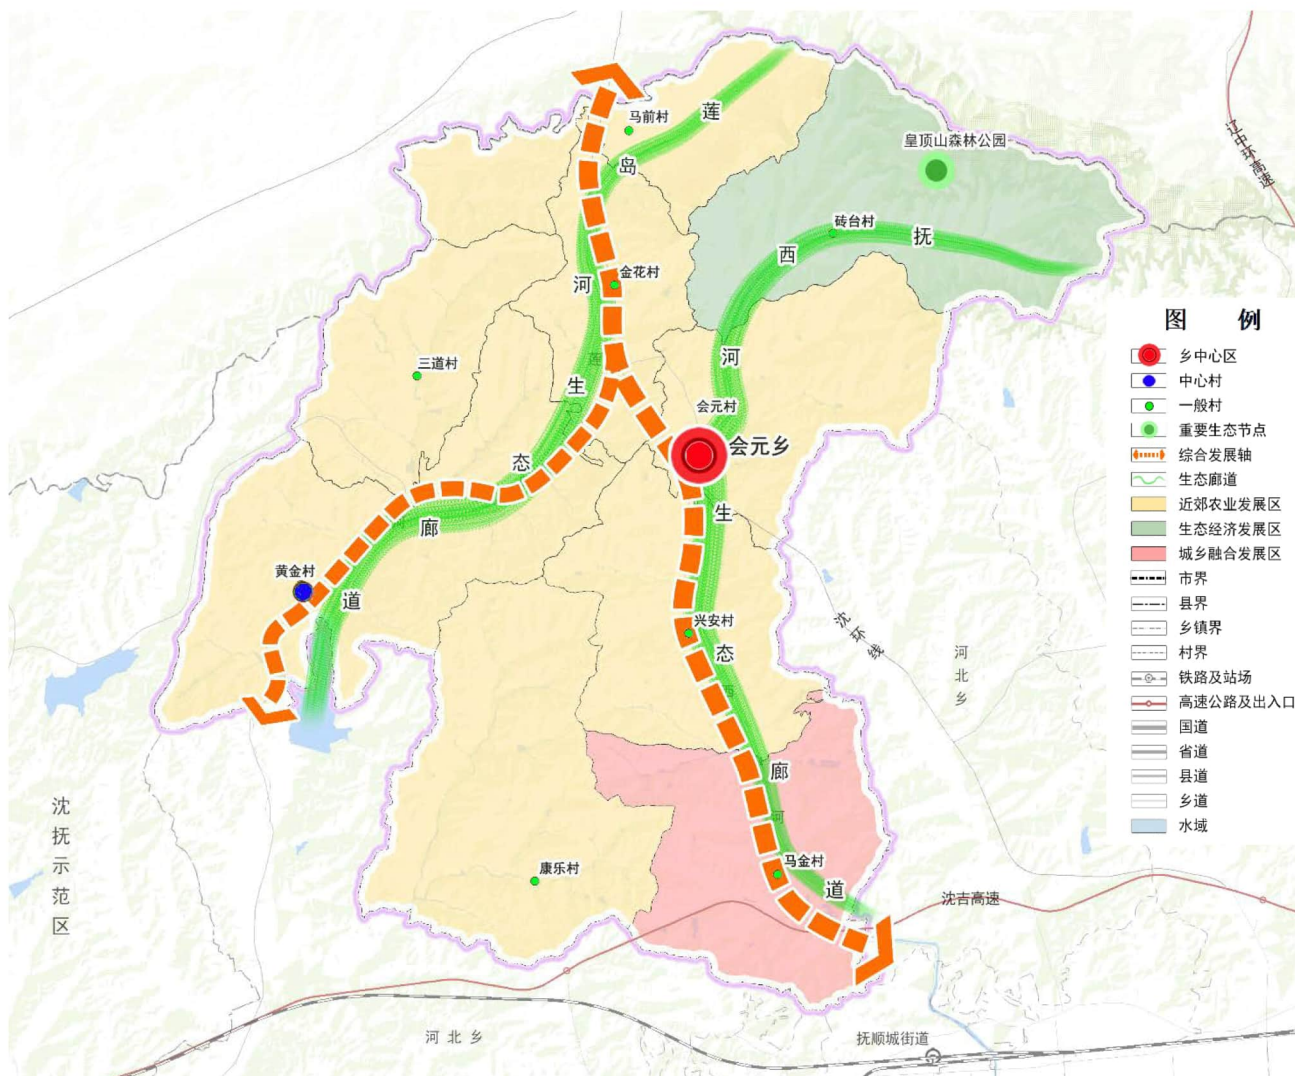 马前村
莲
岛
皇顶山森林公园
辽中环高速
砖台村
抚
西
金花村
河
莲
三道村
生
河
会元村
会元乡
态
生
廊
黄金村
道
兴安村
态
西
沈环线
河北乡
廊
河
马金村
道
康乐村
沈吉高速
沈抚示范区
河北乡
抚顺城街道
图 例
乡中心区
中心村
一般村
重要生态节点
综合发展轴
生态廊道
近郊农业发展区
生态经济发展区
城乡融合发展区
市界
县界
乡镇界
村界
铁路及站场
高速公路及出入口
国道
省道
县道
乡道
水域